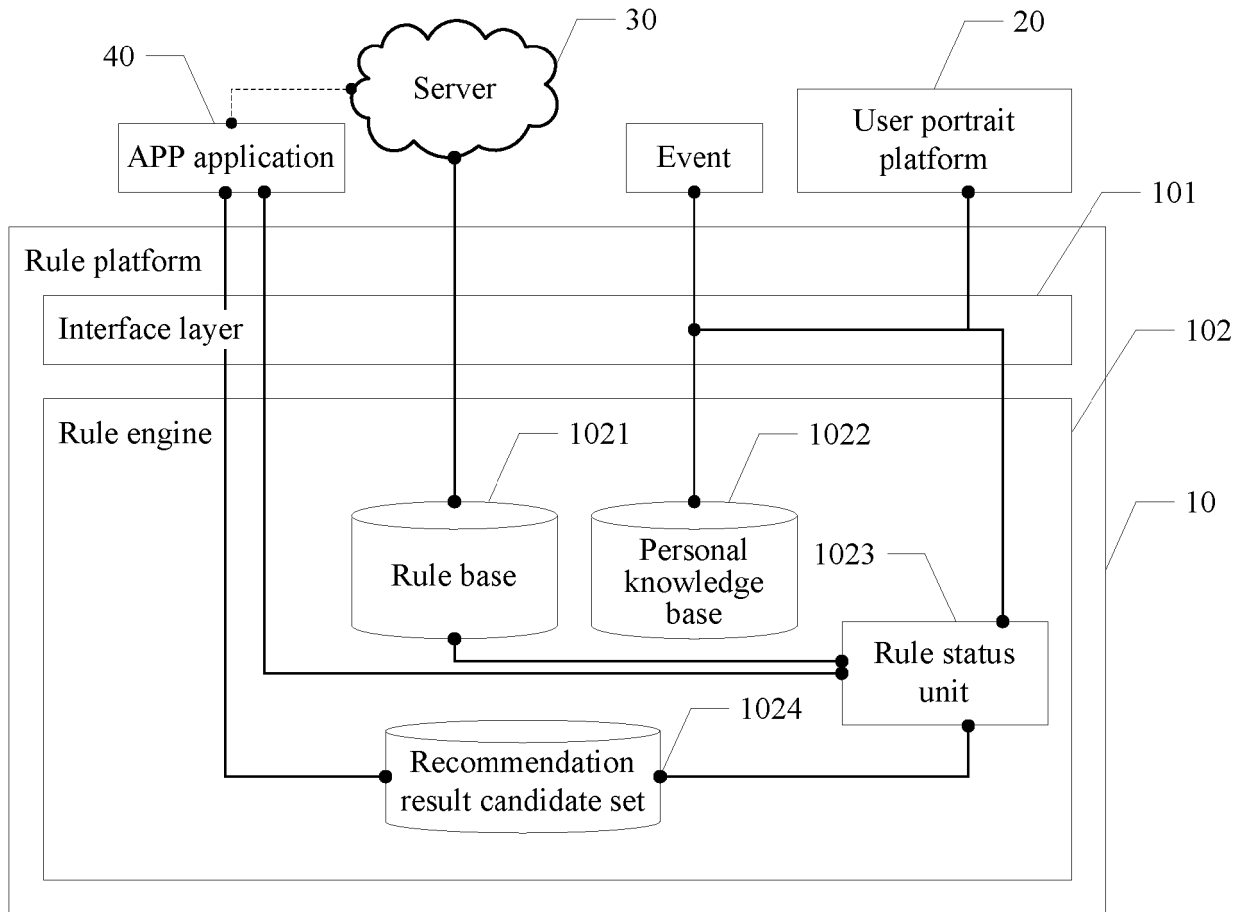 30
20
40
Server
User portrait
platform
APP application
Event
101
Rule platform
Interface layer
102
Rule engine
1021
1022
10
1023
Rule base
Personal
knowledge
base
Rule status
unit
1024
Recommendation
result candidate set